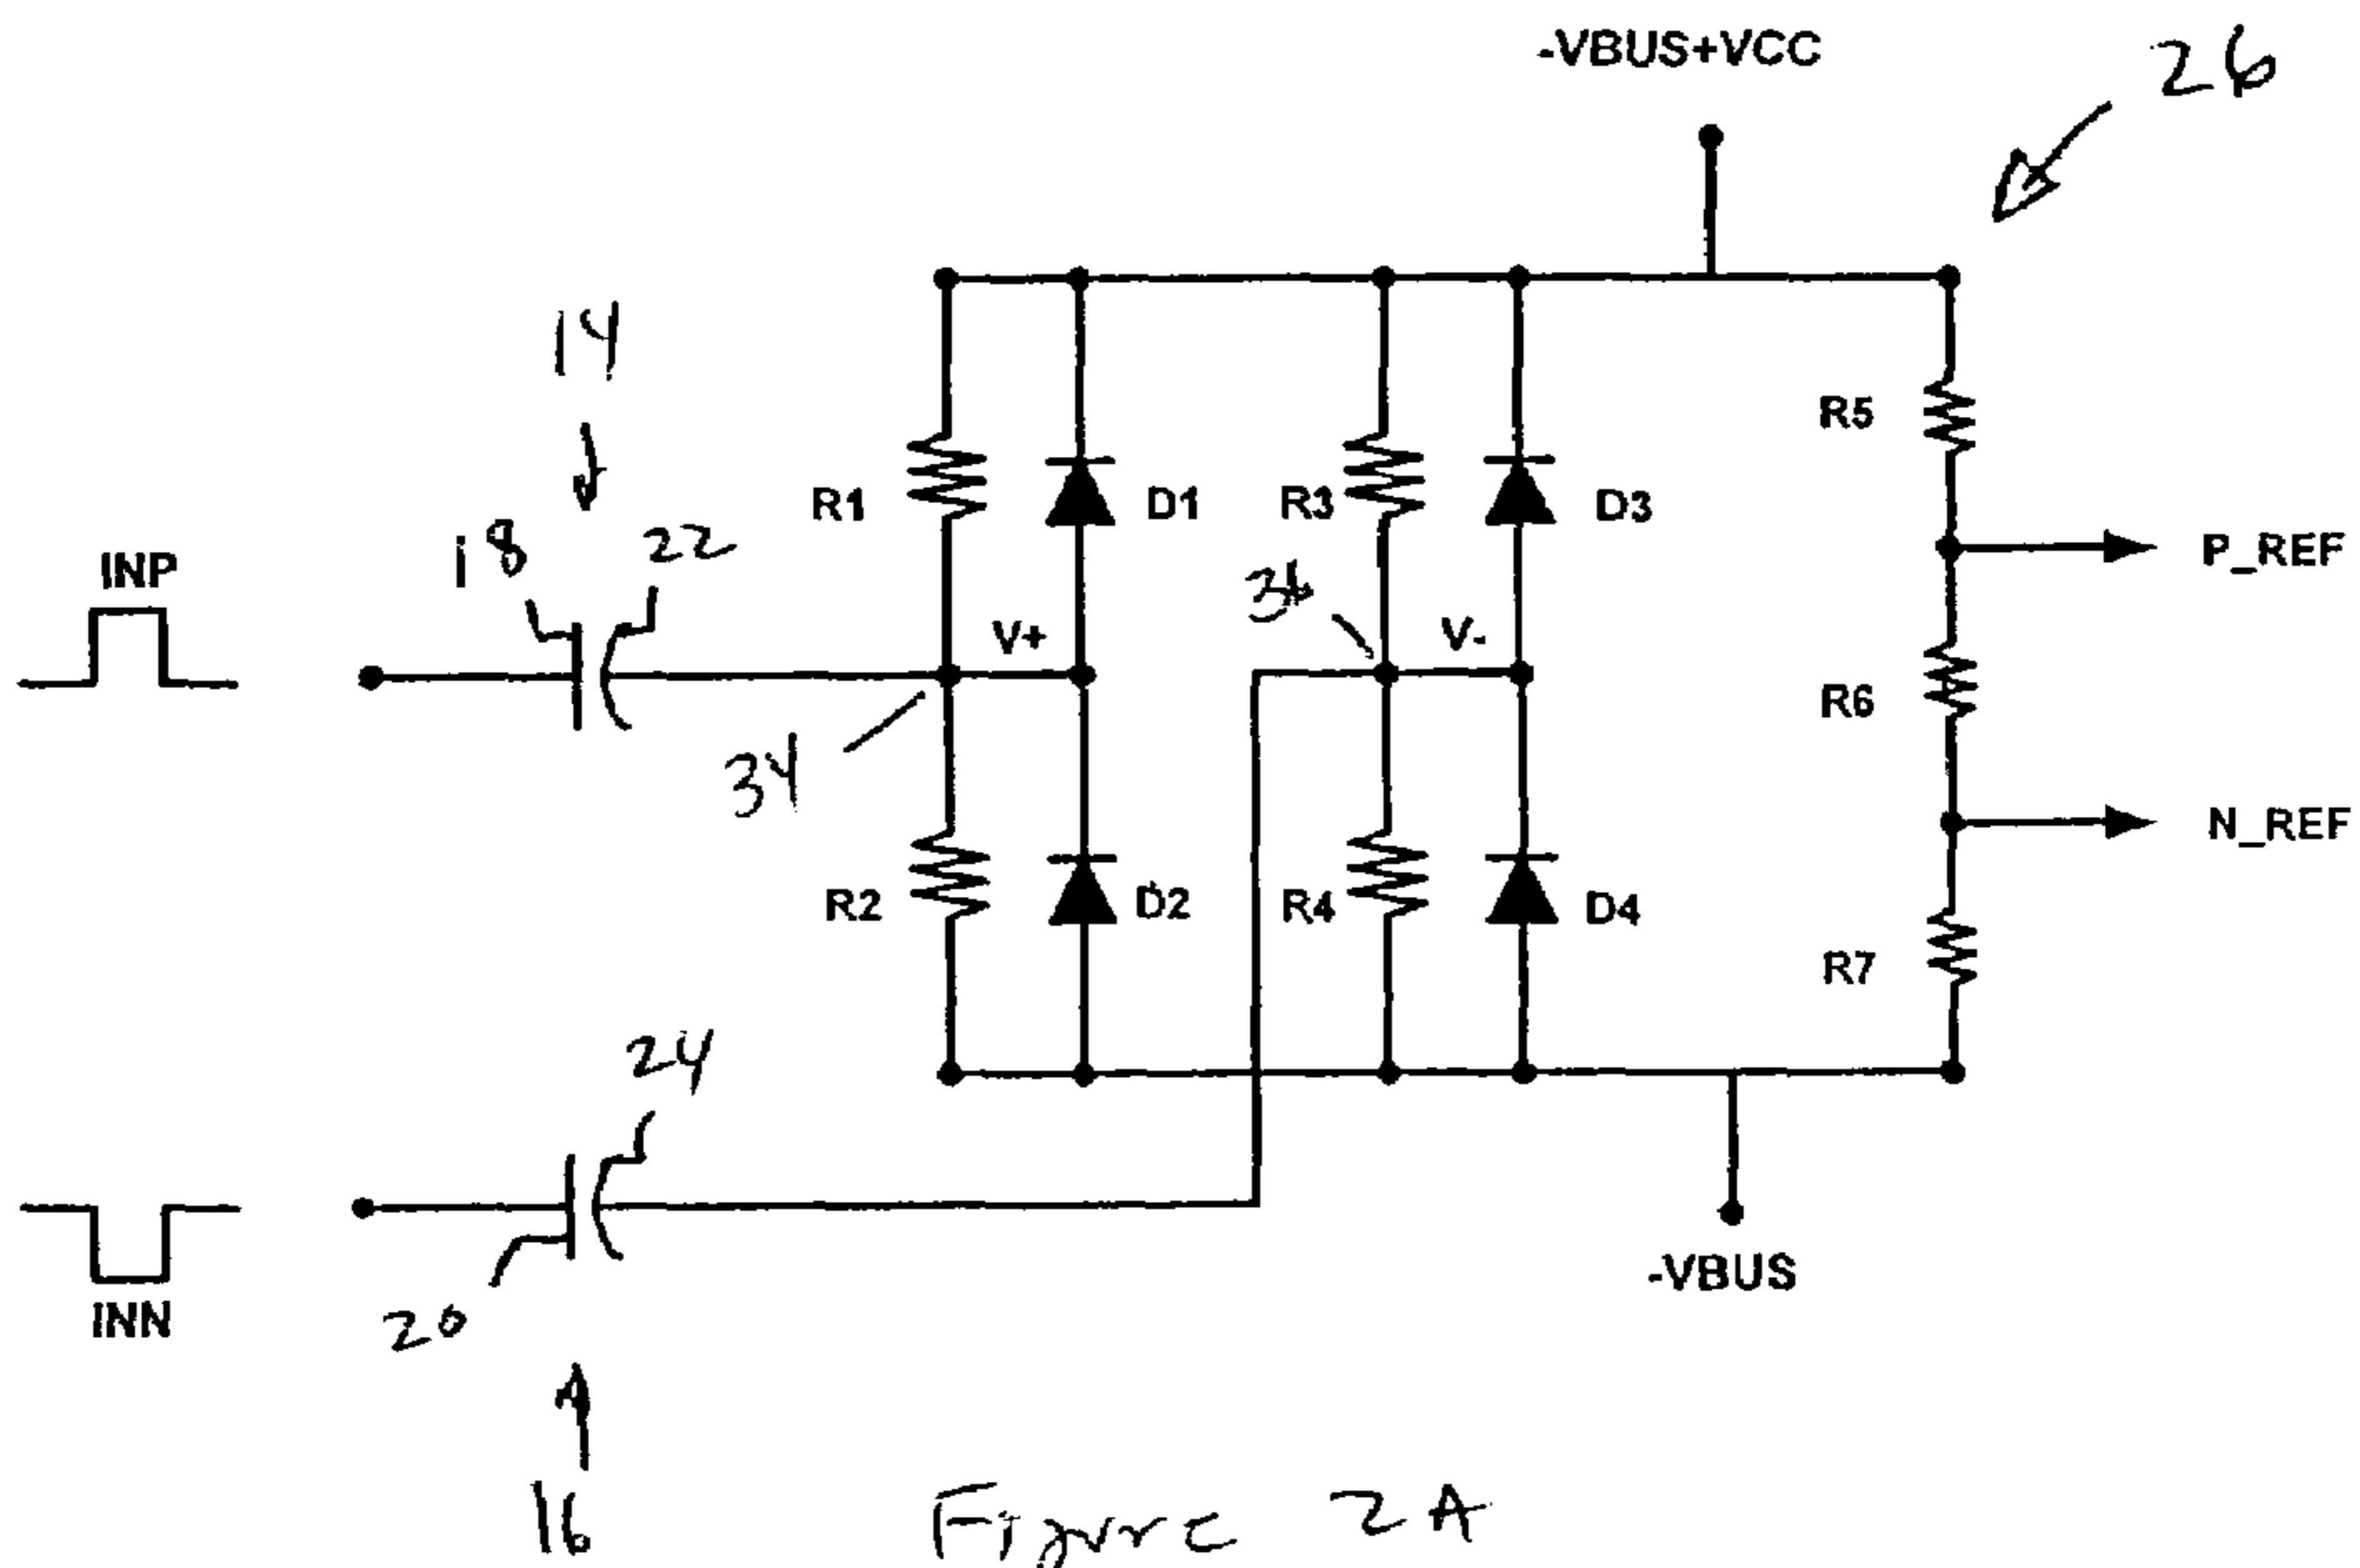 -VBUS+VCC
26
14
R5
R1
D1
R3
D3
18
22
INP
P_REF
36
V+
V-
R6
34
N_REF
R2
D2
R4
D4
R7
24
-VBUS
INN
20
16
Figure 2A